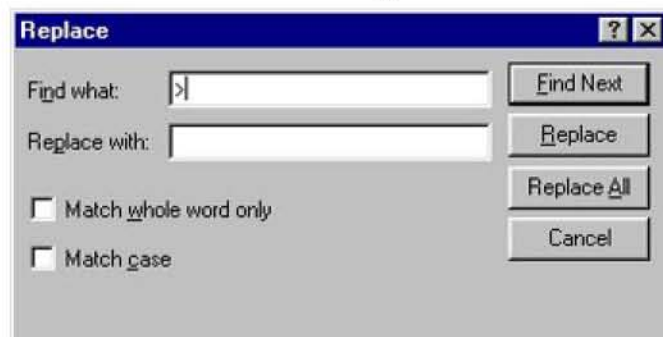 Replace
Find what: >
Find Next
Replace with:
Replace
Replace All
Match whole word only
Cancel
Match case